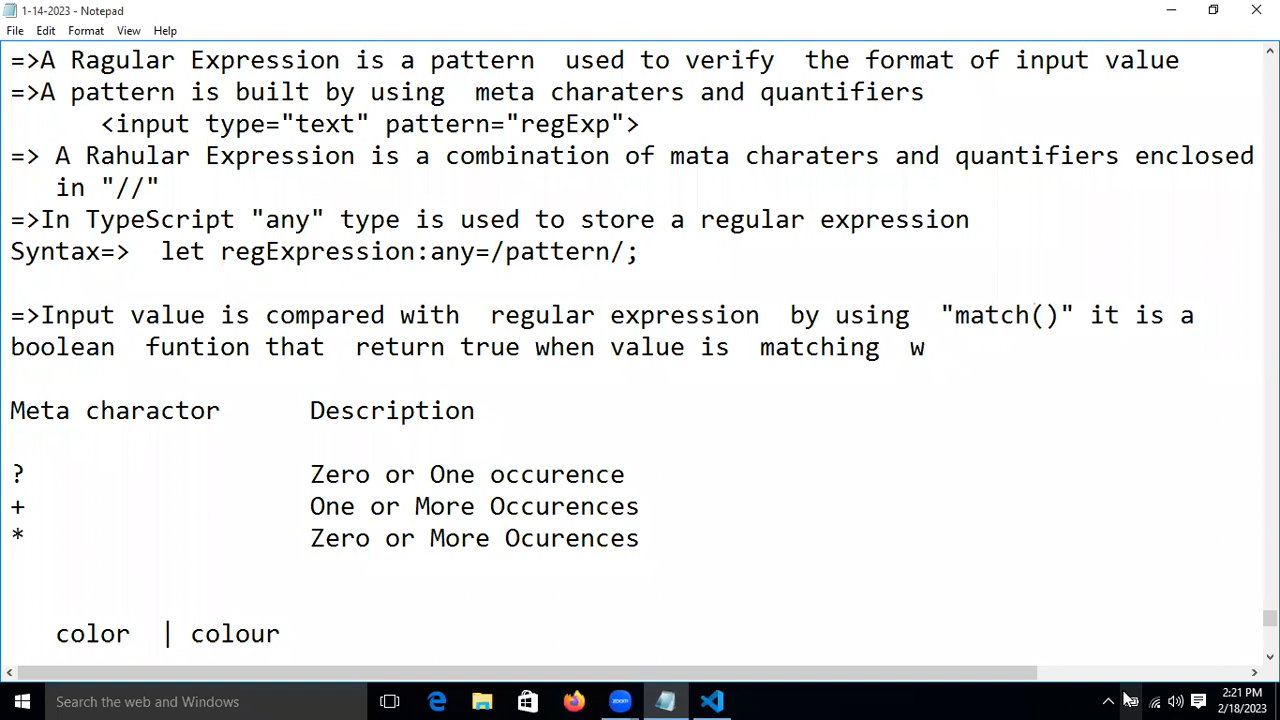 1-14-2023 - Notepad
File Edit Format View Help
=>A Ragular Expression is a pattern  used to verify  the format of input value
=>A pattern is built by using  meta charaters and quantifiers
<input type="text" pattern="regExp">
=> A Rahular Expression is a combination of mata charaters and quantifiers enclosed
in "//"
=>In TypeScript "any" type is used to store a regular expression
Syntax=>  let regExpression:any=/pattern/;
=>Input value is compared with  regular expression  by using  "match()" it is a
boolean  funtion that  return true when value is  matching  w
Meta charactor Description
? Zero or One occurence
+ One or More Occurences
* Zero or More Ocurences
color  | colour
Search the web and Windows
zoom
2:21 PM
2/18/2023